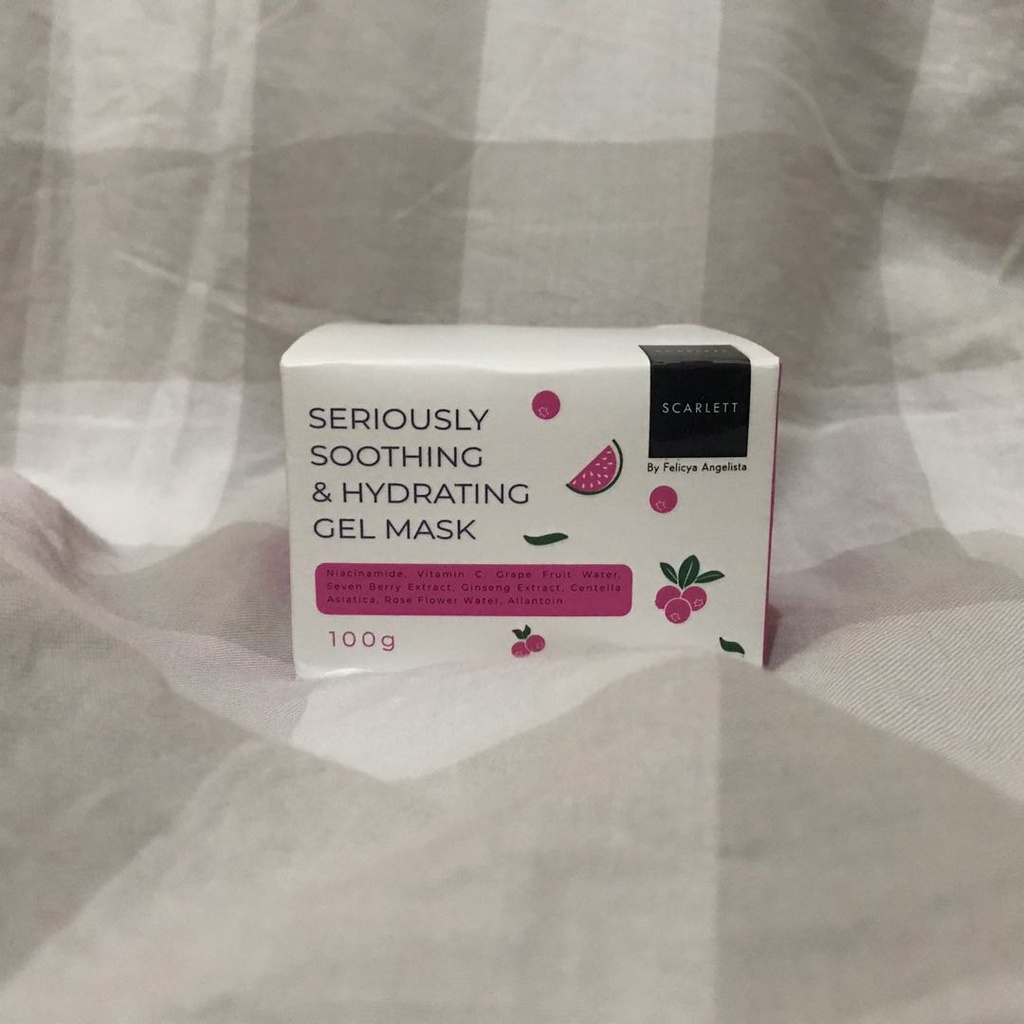 SCARLETT
By Felicya Angelista
SERIOUSLY
SOOTHING
& HYDRATING
GEL MASK
Niacinamide, Vitamin C, Grape Fruit Water,
Seven Berry Extract, Ginseng Extract, Centella
Asiatica, Rose Flower Water, Allantoin
100g